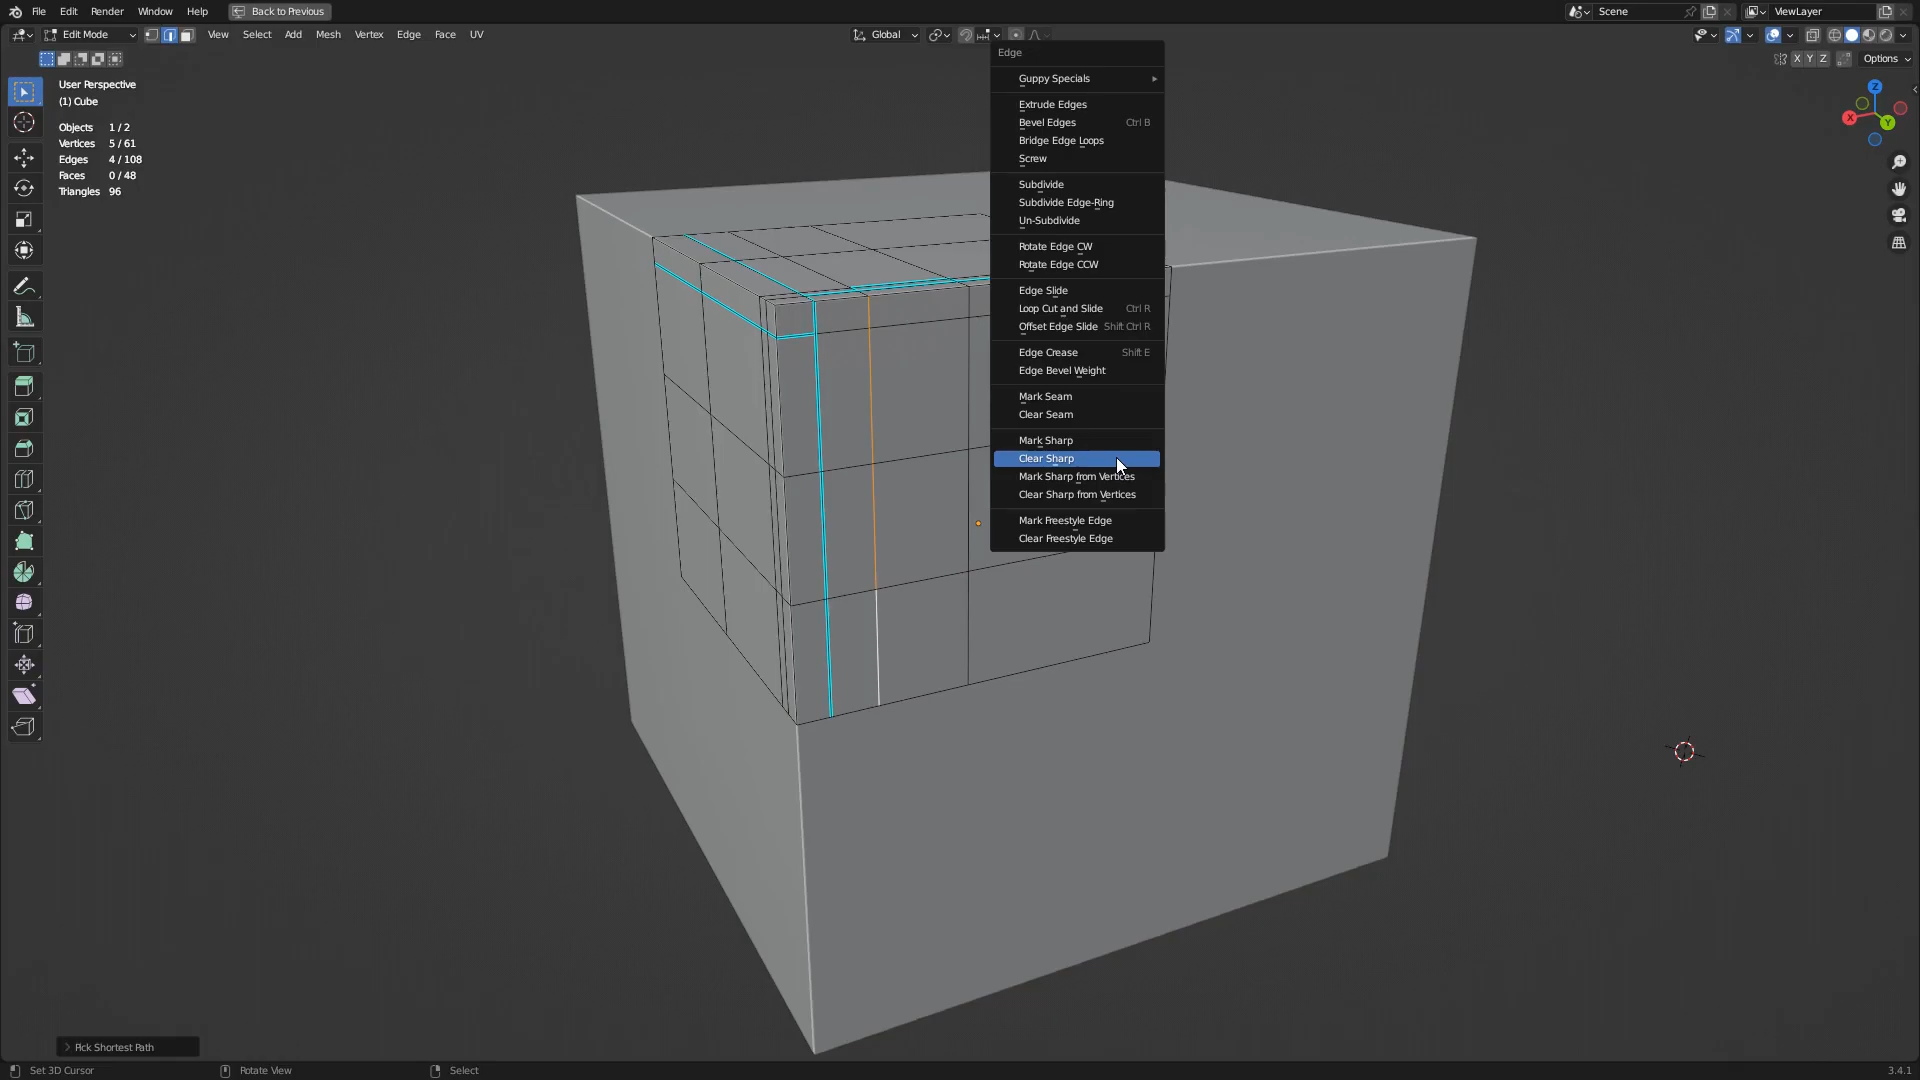 File Edit Render Window Help Back to Previous Scene ViewLayer
Edit Mode View Select Add Mesh Vertex Edge Face UV Global
X Y Z Options
User Perspective
(1) Cube
Objects 1 / 2
Vertices 5 / 61
Edges 4 / 108
Faces 0 / 48
Triangles 96
Edge
Guppy Specials
Extrude Edges
Bevel Edges Ctrl B
Bridge Edge Loops
Screw
Subdivide
Subdivide Edge-Ring
Un-Subdivide
Rotate Edge CW
Rotate Edge CCW
Edge Slide
Loop Cut and Slide Ctrl R
Offset Edge Slide Shift Ctrl R
Edge Crease Shift E
Edge Bevel Weight
Mark Seam
Clear Seam
Mark Sharp
Clear Sharp
Mark Sharp from Vertices
Clear Sharp from Vertices
Mark Freestyle Edge
Clear Freestyle Edge
Z
X
Y
Pick Shortest Path
Set 3D Cursor Rotate View Select 3.4.1